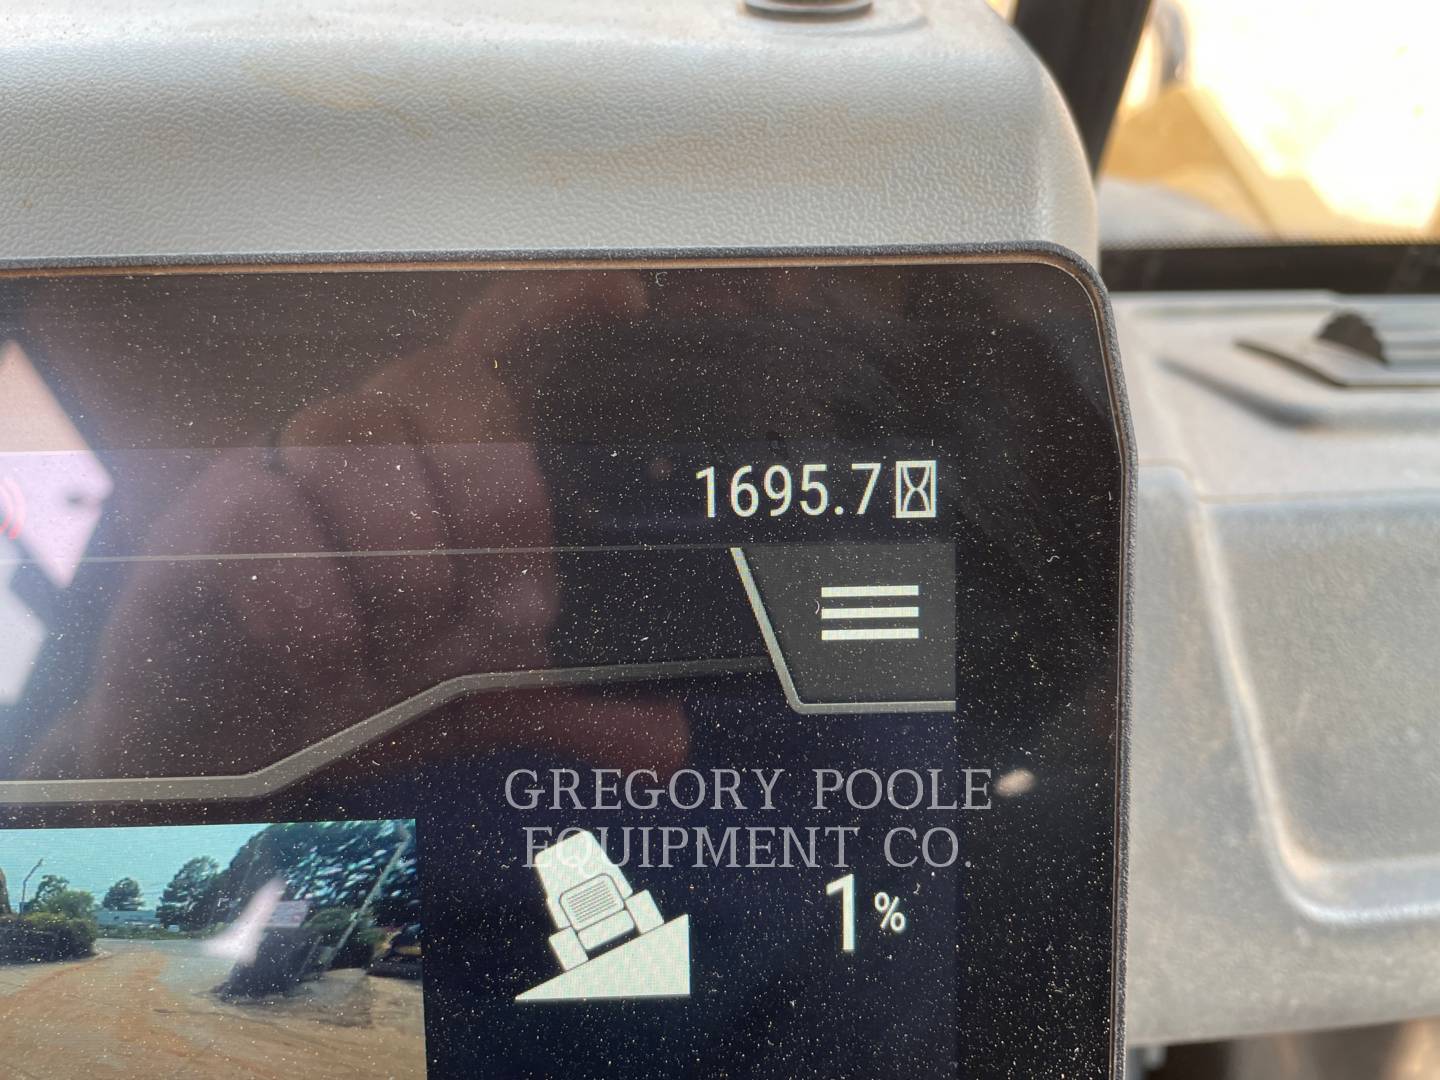 1695.7
GREGORY POOLE
EQUIPMENT CO.
1%